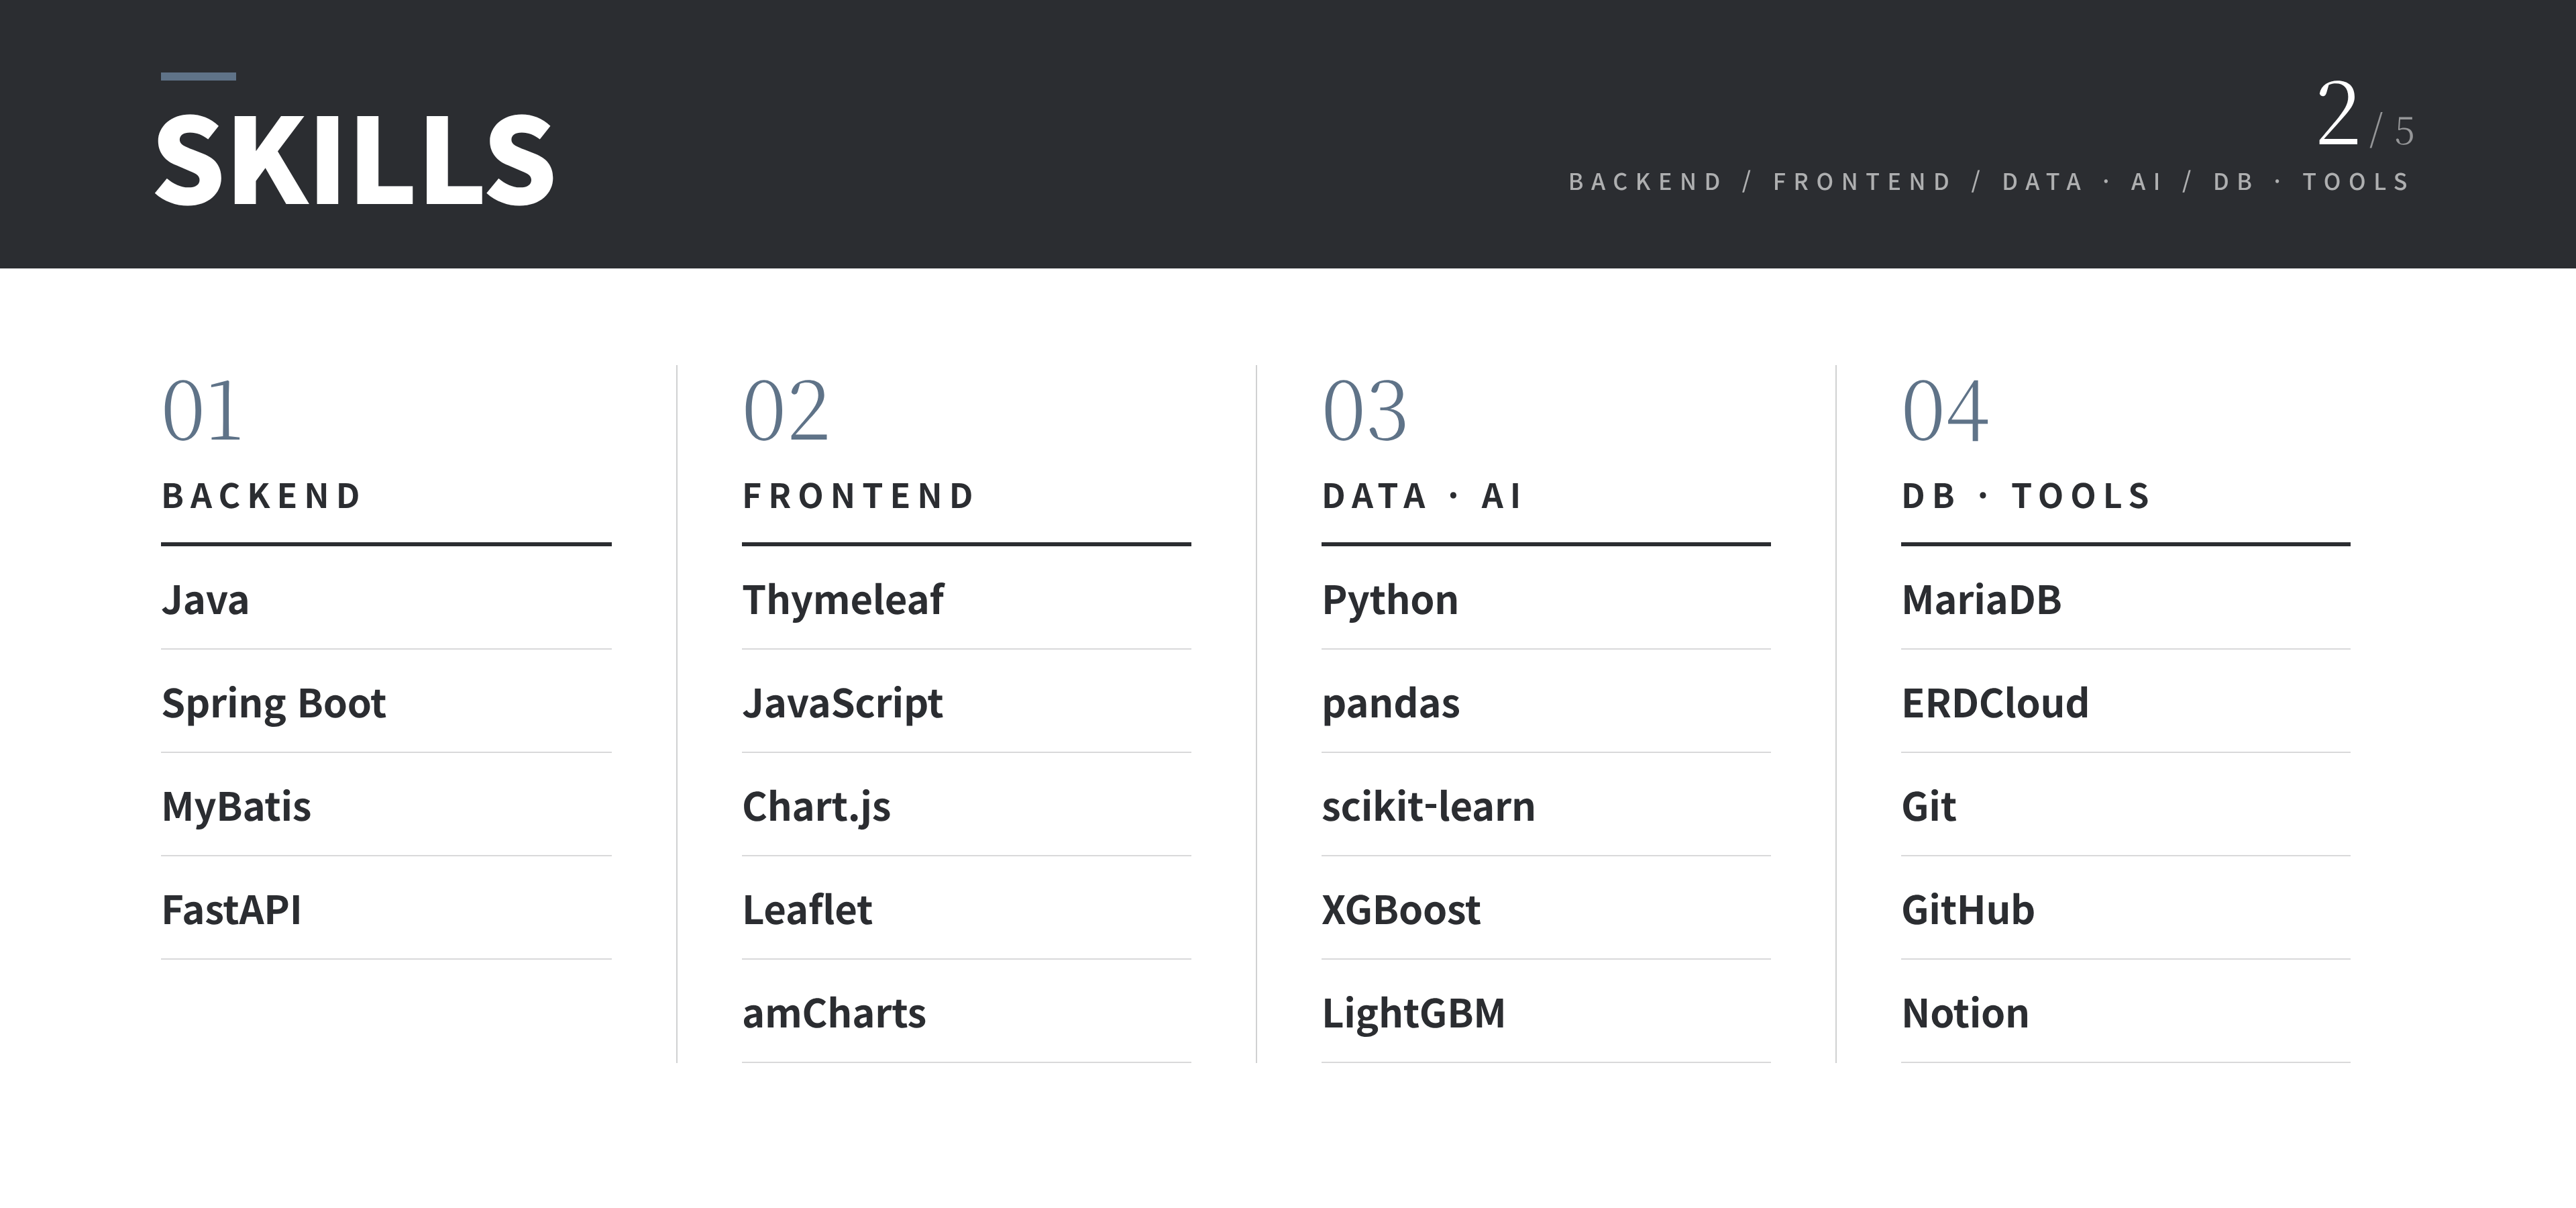 SKILLS
2 / 5
BACKEND / FRONTEND / DATA · AI / DB · TOOLS
01
BACKEND
Java
Spring Boot
MyBatis
FastAPI
02
FRONTEND
Thymeleaf
JavaScript
Chart.js
Leaflet
amCharts
03
DATA · AI
Python
pandas
scikit-learn
XGBoost
LightGBM
04
DB · TOOLS
MariaDB
ERDCloud
Git
GitHub
Notion